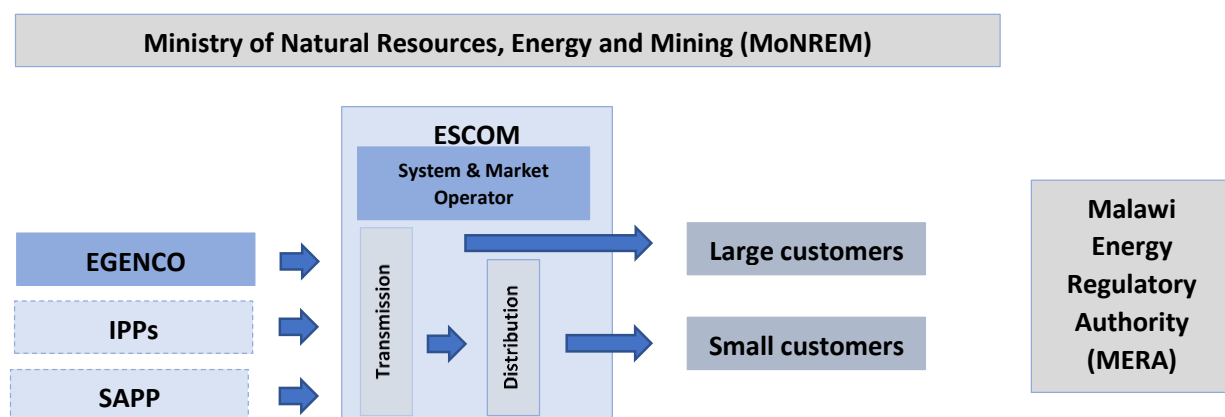 Ministry of Natural Resources, Energy and Mining (MoNREM)
ESCOM
System & Market
Operator
EGENCO
IPPs
SAPP
Transmission
Distribution
Large customers
Small customers
Malawi
Energy
Regulatory
Authority
(MERA)